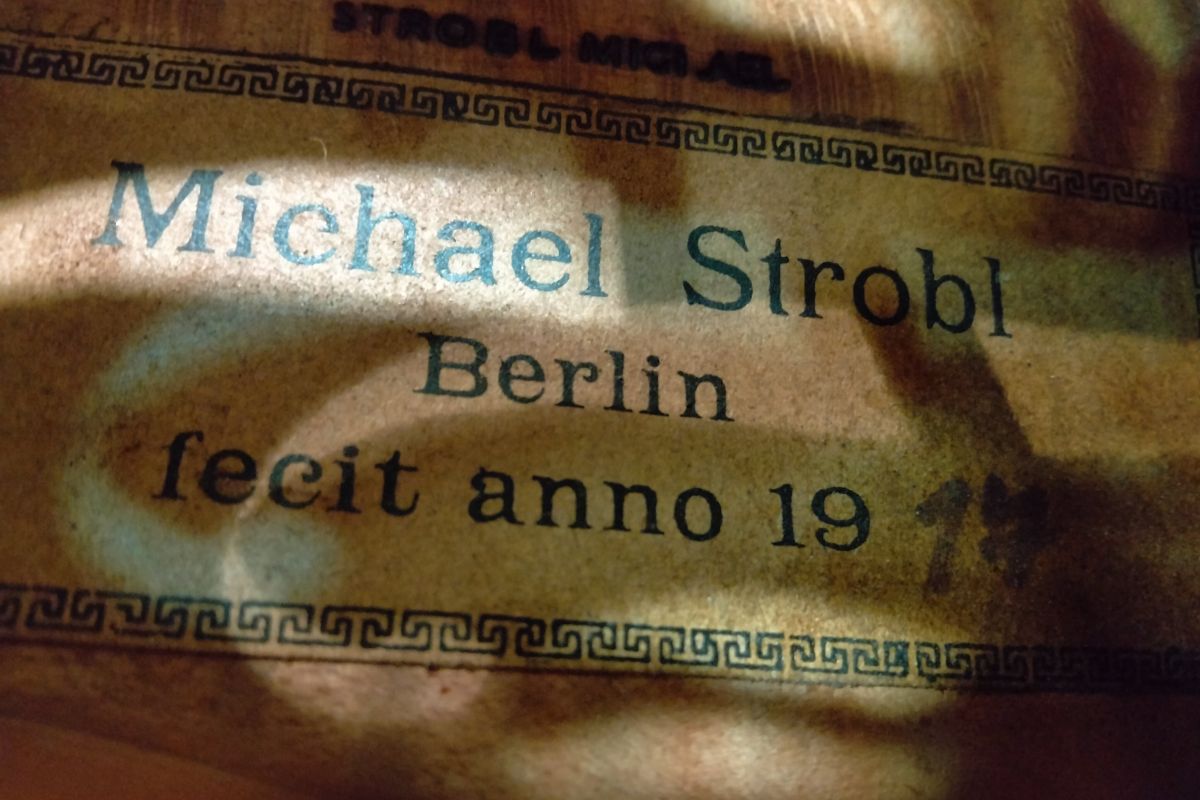 STROBL MICHAEL
Michael Strobl
Berlin
fecit anno 19